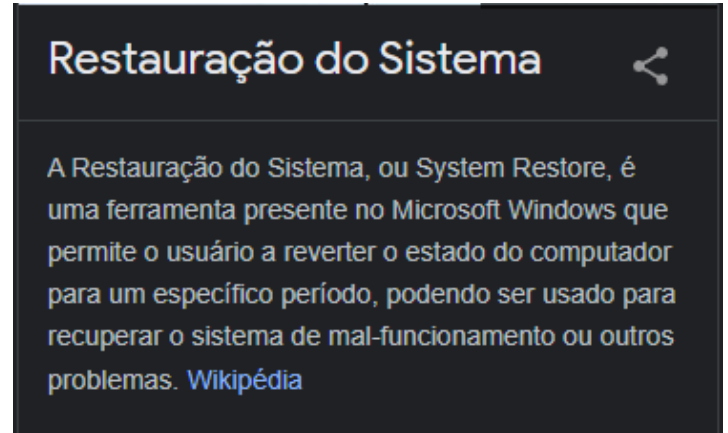 Restauração do Sistema
A Restauração do Sistema, ou System Restore, é
uma ferramenta presente no Microsoft Windows que
permite o usuário a reverter o estado do computador
para um específico período, podendo ser usado para
recuperar o sistema de mal-funcionamento ou outros
problemas. Wikipédia